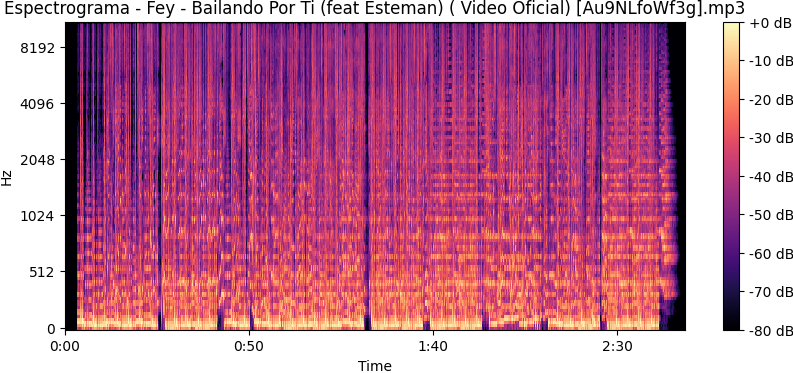 Espectrograma - Fey - Bailando Por Ti (feat Esteman) ( Video Oficial) [Au9NLfoWf3g].mp3
8192
4096
2048
1024
512
0
Hz
0:00
0:50
1:40
2:30
Time
+0 dB
-10 dB
-20 dB
-30 dB
-40 dB
-50 dB
-60 dB
-70 dB
-80 dB